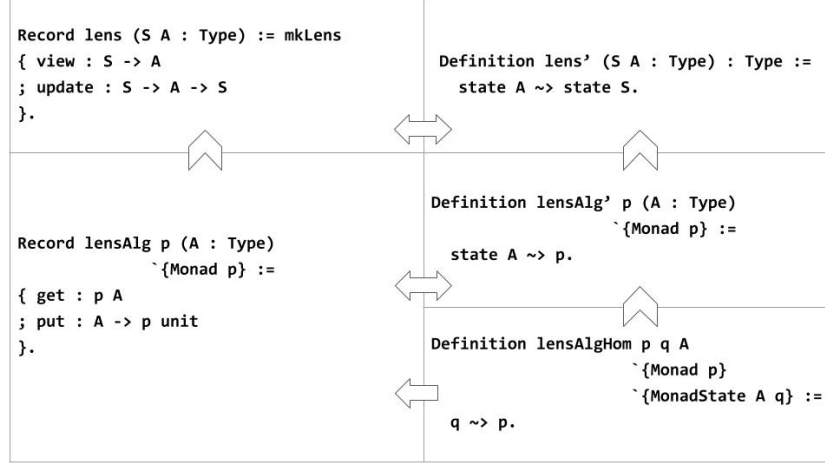 Record lens (S A : Type) := mkLens
{ view : S -> A
; update : S -> A -> S
}.
Definition lens’ (S A : Type) : Type :=
state A ~> state S.
Record lensAlg p (A : Type)
`{Monad p} :=
{ get : p A
; put : A -> p unit
}.
Definition lensAlg’ p (A : Type)
`{Monad p} :=
state A ~> p.
Definition lensAlgHom p q A
`{Monad p}
`{MonadState A q} :=
q ~> p.